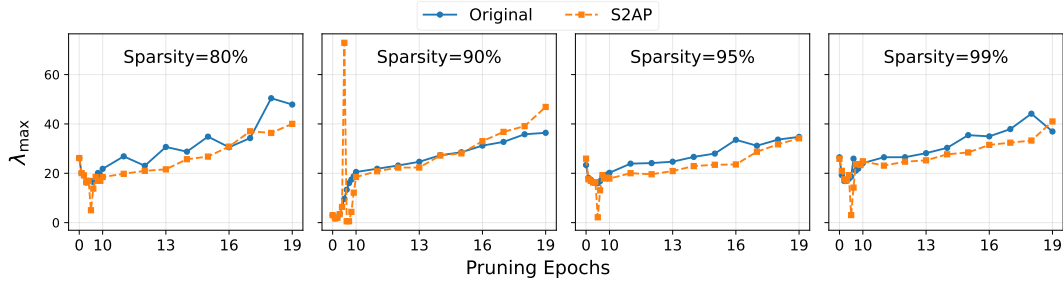 Original S2AP
Sparsity=80% Sparsity=90% Sparsity=95% Sparsity=99%
60
40
20
0
λmax
0 10 13 16 19 0 10 13 16 19 0 10 13 16 19 0 10 13 16 19
Pruning Epochs